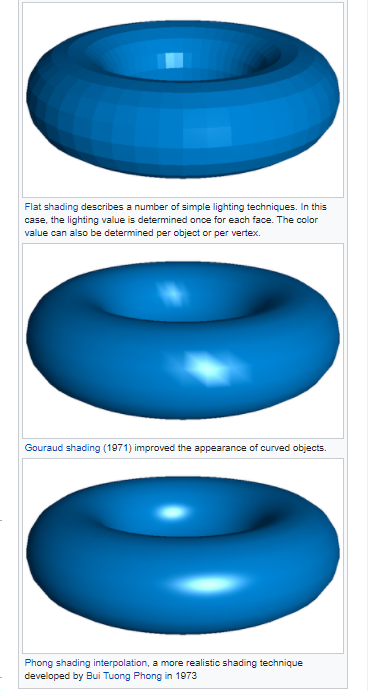 Flat shading describes a number of simple lighting techniques. In this
case, the lighting value is determined once for each face. The color
value can also be determined per object or per vertex.
Gouraud shading (1971) improved the appearance of curved objects.
Phong shading interpolation, a more realistic shading technique
developed by Bui Tuong Phong in 1973